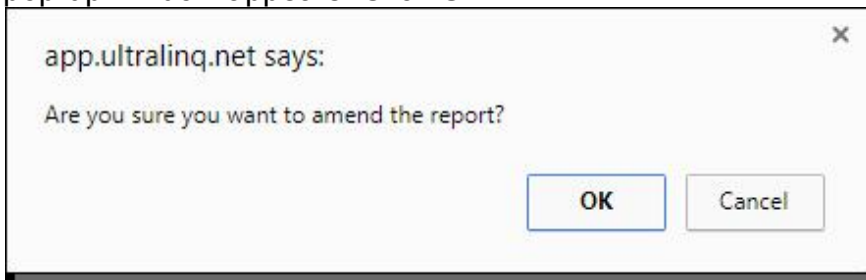 app.ultralinq.net says:
Are you sure you want to amend the report?
OK Cancel